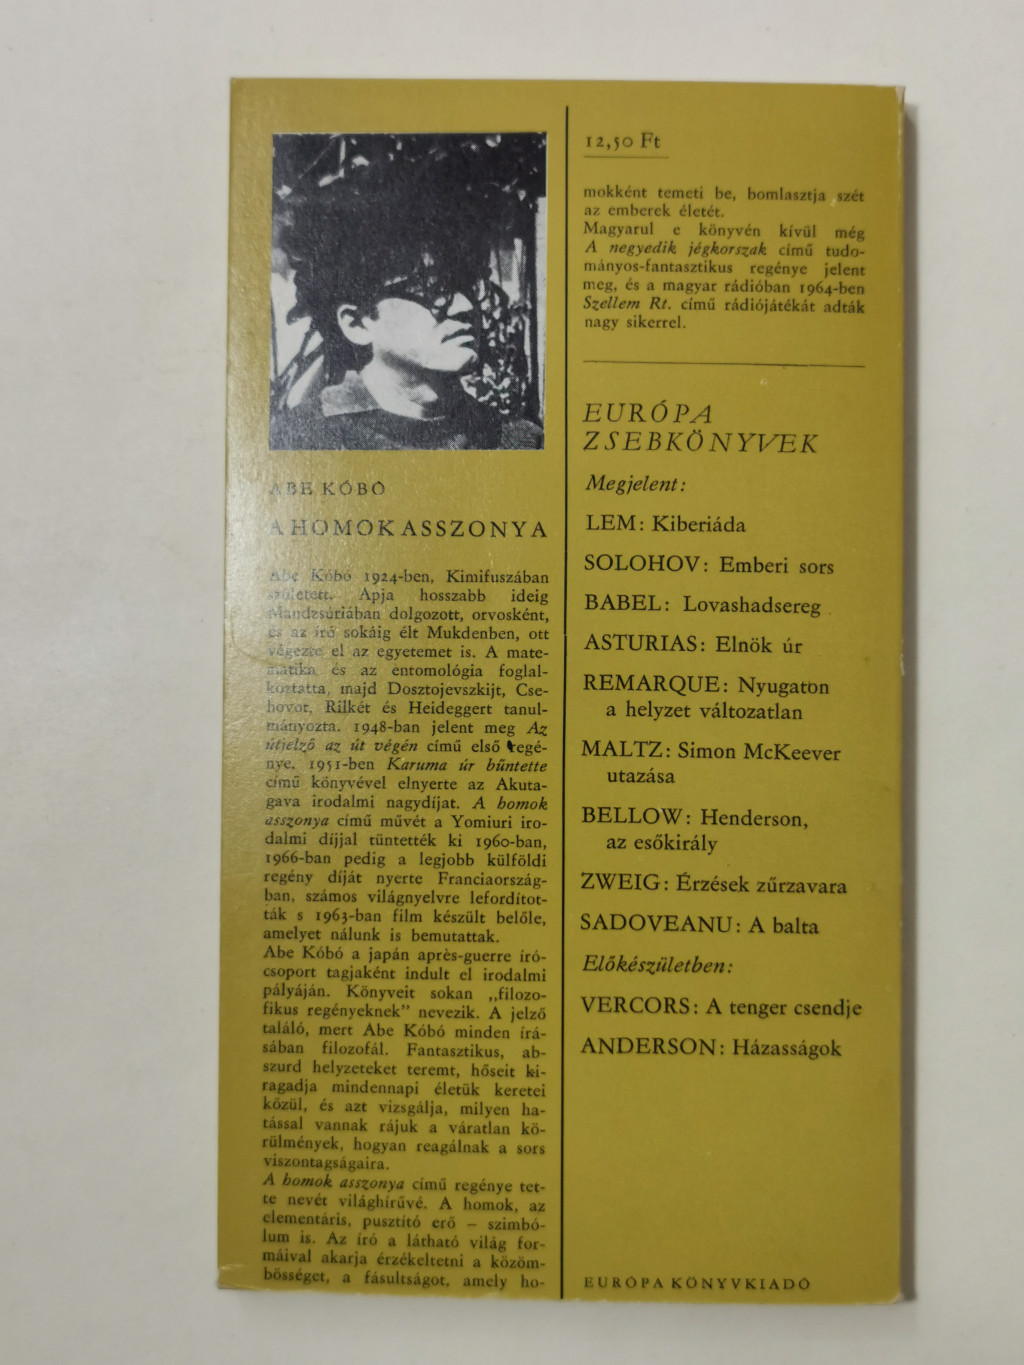 ABE KÓBÓ
A HOMOK ASSZONYA
Abe Kóbó 1924-ben, Kimifuszában
született. Apja hosszabb ideig
Mandzsúriában dolgozott, orvosként,
és az író sokáig élt Mukdenben, ott
végezte el az egyetemet is. A mate-
matika és az entomológia foglal-
koztatta, majd Dosztojevszkijt, Cse-
hovot, Rilkét és Heideggert tanul-
mányozta. 1948-ban jelent meg Az
útjelző az út végén című első regé-
nye. 1951-ben Karuma úr bűntette
című könyvével elnyerte az Akuta-
gava irodalmi nagydíjat. A homok
asszonya című művét a Yomiuri iro-
dalmi díjjal tüntették ki 1960-ban,
1966-ban pedig a legjobb külföldi
regény díját nyerte Franciaország-
ban, számos világnyelvre lefordítot-
ták s 1963-ban film készült belőle,
amelyet nálunk is bemutattak.
Abe Kóbó a japán après-guerre író-
csoport tagjaként indult el irodalmi
pályáján. Könyveit sokan „filozo-
fikus regényeknek” nevezik. A jelző
találó, mert Abe Kóbó minden írá-
sában filozofál. Fantasztikus, ab-
szurd helyzeteket teremt, hőseit ki-
ragadja mindennapi életük keretei
közül, és azt vizsgálja, milyen ha-
tással vannak rájuk a váratlan kö-
rülmények, hogyan reagálnak a sors
viszontagságaira.
A homok asszonya című regénye tet-
te nevét világhírűvé. A homok, az
elementáris, pusztító erő – szimbó-
lum is. Az író a látható világ for-
máival akarja érzékeltetni a közöm-
bösséget, a fásultságot, amely ho-
12,50 Ft
mokként temeti be, bomlasztja szét
az emberek életét.
Magyarul e könyvén kívül még
A negyedik jégkorszak című tudo-
mányos-fantasztikus regénye jelent
meg, és a magyar rádióban 1964-ben
Szellem Rt. című rádiójátékát adták
nagy sikerrel.
EURÓPA
ZSEBKÖNYVEK
Megjelent:
LEM: Kiberiáda
SOLOHOV: Emberi sors
BABEL: Lovashadsereg
ASTURIAS: Elnök úr
REMARQUE: Nyugaton
a helyzet változatlan
MALTZ: Simon McKeever
utazása
BELLOW: Henderson,
az esőkirály
ZWEIG: Érzések zűrzavara
SADOVEANU: A balta
Előkészületben:
VERCORS: A tenger csendje
ANDERSON: Házasságok
EURÓPA KÖNYVKIADÓ